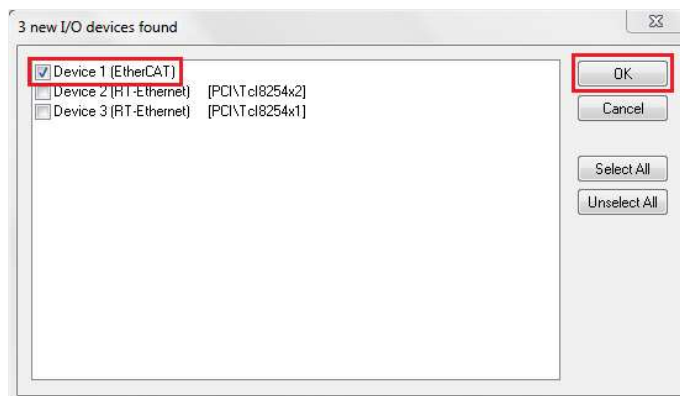 3 new I/O devices found
Device 1 (EtherCAT)
Device 2 (RT-Ethernet) [PCI\TcI8254x2]
Device 3 (RT-Ethernet) [PCI\TcI8254x1]
OK
Cancel
Select All
Unselect All